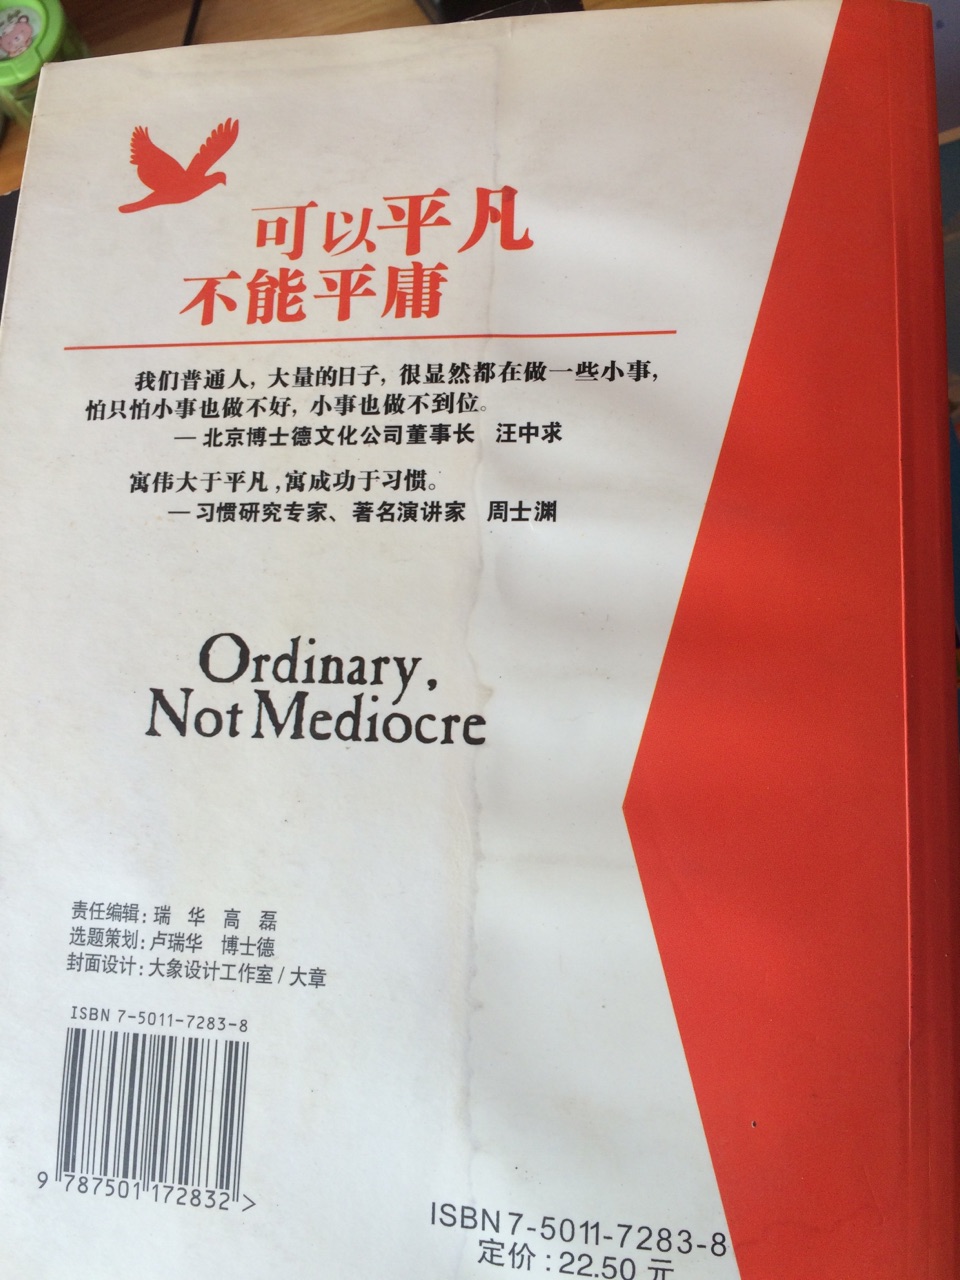 可以平凡
不能平庸
我们普通人,大量的日子,很显然都在做一些小事,
怕只怕小事也做不好,小事也做不到位。
—北京博士德文化公司董事长 汪中求
寓伟大于平凡,寓成功于习惯。
—习惯研究专家、著名演讲家 周士渊
Ordinary,
Not Mediocre
责任编辑:瑞 华 高 磊
选题策划:卢瑞华 博士德
封面设计:大象设计工作室/大章
ISBN 7-5011-7283-8
9 787501 172832 >
ISBN 7-5011-7283-8
定价:22.50 元